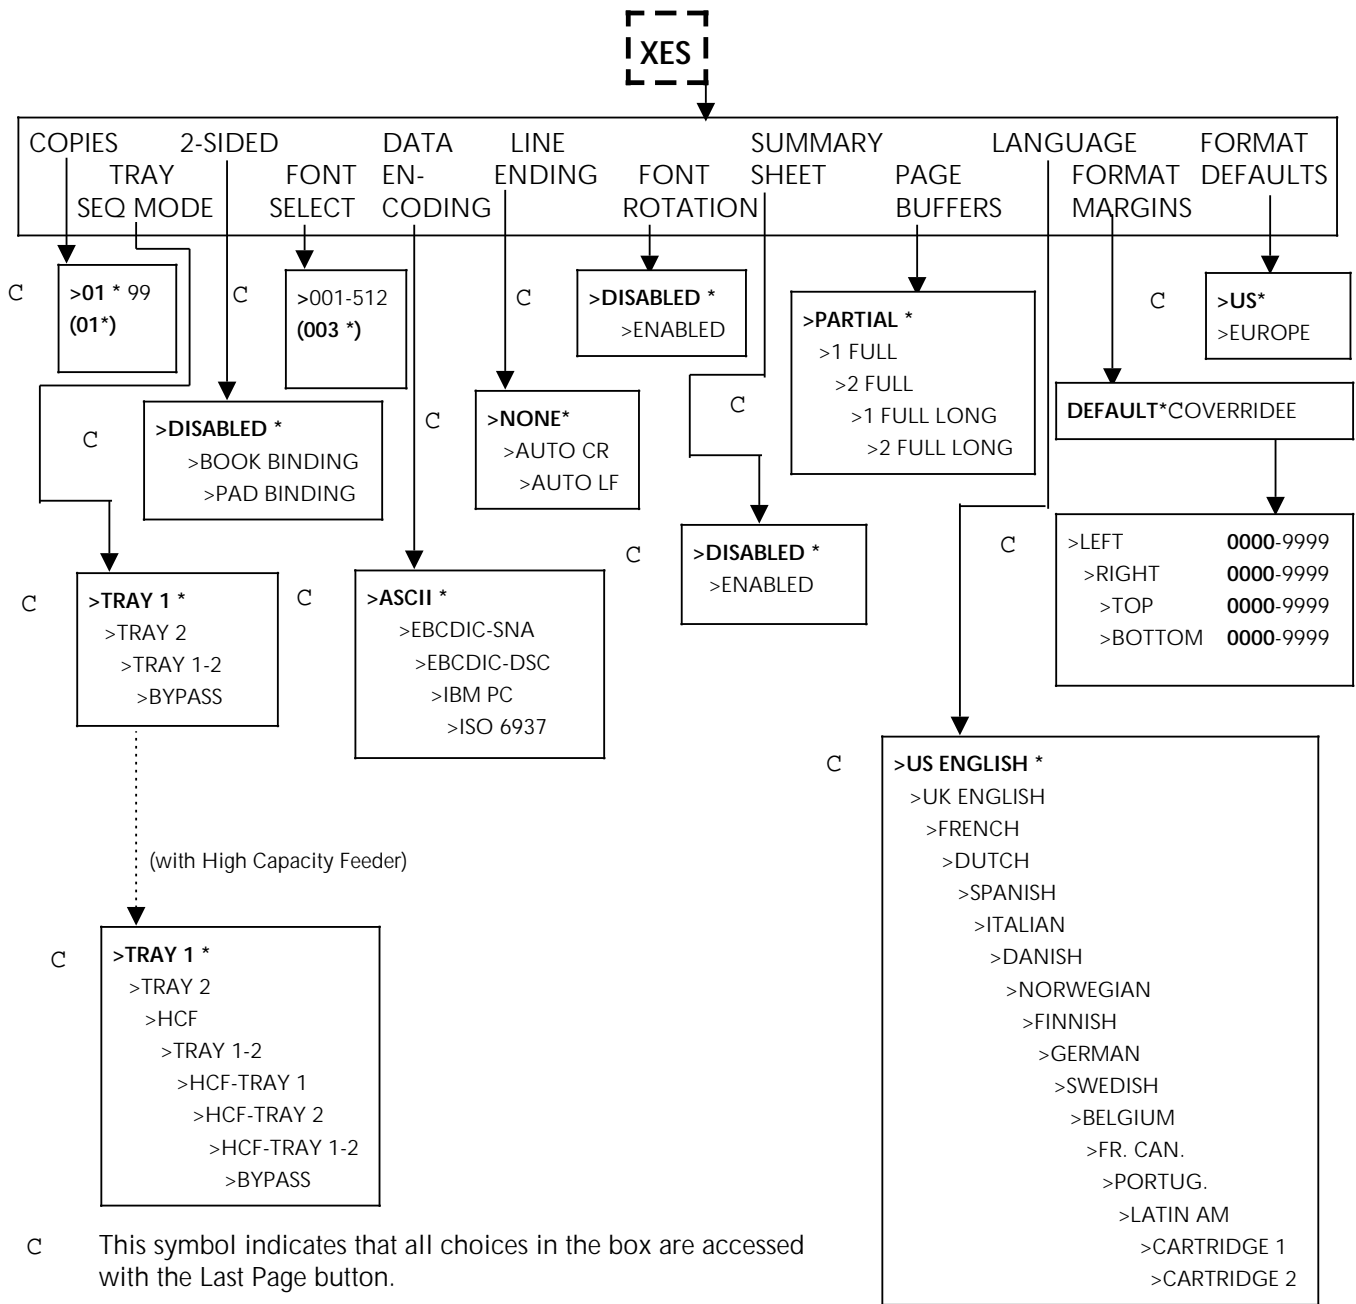 XES
COPIES 2-SIDED DATA LINE SUMMARY LANGUAGE FORMAT
TRAY FONT EN- ENDING FONT SHEET PAGE FORMAT DEFAULTS
SEQ MODE SELECT CODING ROTATION BUFFERS MARGINS
C
>01 * 99
(01*)
C
>001-512
(003 *)
C
>DISABLED *
>ENABLED
>PARTIAL *
>1 FULL
>2 FULL
>1 FULL LONG
>2 FULL LONG
C
>US*
>EUROPE
C
>DISABLED *
>BOOK BINDING
>PAD BINDING
C
>NONE*
>AUTO CR
>AUTO LF
C
DEFAULT*COVERRIDEE
C
>DISABLED *
>ENABLED
C
>LEFT 0000-9999
>RIGHT 0000-9999
>TOP 0000-9999
>BOTTOM 0000-9999
C
>TRAY 1 *
>TRAY 2
>TRAY 1-2
>BYPASS
C
>ASCII *
>EBCDIC-SNA
>EBCDIC-DSC
>IBM PC
>ISO 6937
(with High Capacity Feeder)
C
>TRAY 1 *
>TRAY 2
>HCF
>TRAY 1-2
>HCF-TRAY 1
>HCF-TRAY 2
>HCF-TRAY 1-2
>BYPASS
C
>US ENGLISH *
>UK ENGLISH
>FRENCH
>DUTCH
>SPANISH
>ITALIAN
>DANISH
>NORWEGIAN
>FINNISH
>GERMAN
>SWEDISH
>BELGIUM
>FR. CAN.
>PORTUG.
>LATIN AM
>CARTRIDGE 1
>CARTRIDGE 2
C This symbol indicates that all choices in the box are accessed
with the Last Page button.